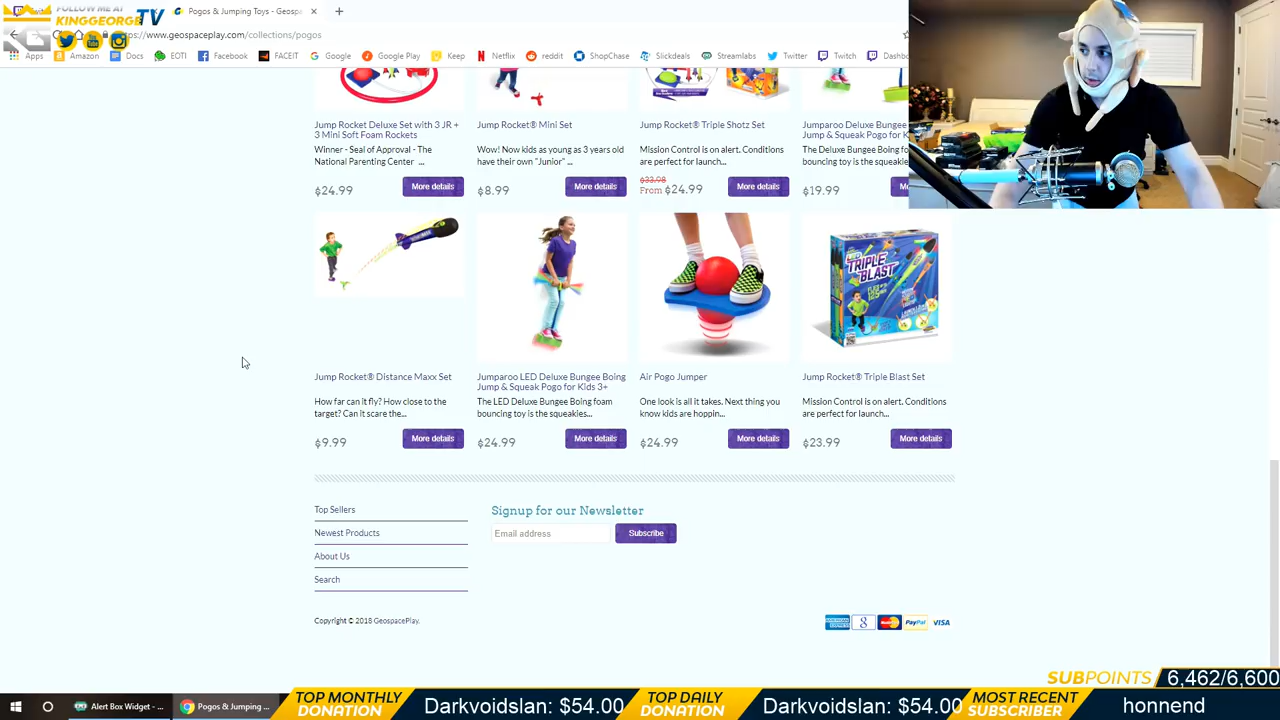 FOLLOW ME AT
KINGGEORGE TV
Pogos & Jumping Toys - Geosp
https://www.geospaceplay.com/collections/pogos
Apps Amazon Docs EOTI Facebook FACEIT Google Google Play Keep Netflix reddit ShopChase Slickdeals Streamlabs Twitter Twitch
Jump Rocket Deluxe Set with 3 JR +
3 Mini Soft Foam Rockets
Winner - Seal of Approval - The
National Parenting Center ...
$24.99 More details
Jump Rocket® Mini Set
Wow! Now kids as young as 3 years old
have their own "Junior" ...
$8.99 More details
Jump Rocket® Triple Shotz Set
Mission Control is on alert. Conditions
are perfect for launch...
$33.98
From $24.99 More details
Jumparoo Deluxe Bungee
Jump & Squeak Pogo fo
The Deluxe Bungee Boing
bouncing toy is the squeakie
$19.99
TRIPLE
BLAST
Jump Rocket® Distance Maxx Set
How far can it fly? How close to the
target? Can it scare the...
$9.99 More details
Jumparoo LED Deluxe Bungee Boing
Jump & Squeak Pogo for Kids 3+
The LED Deluxe Bungee Boing foam
bouncing toy is the squeakies...
$24.99 More details
Air Pogo Jumper
One look is all it takes. Next thing you
know kids are hoppin...
$24.99 More details
Jump Rocket® Triple Blast Set
Mission Control is on alert. Conditions
are perfect for launch...
$23.99 More details
Top Sellers
Newest Products
About Us
Search
Signup for our Newsletter
Email address Subscribe
Copyright © 2018 GeospacePlay.
PayPal VISA
SUBPOINTS 6,462/6,600
Alert Box Widget - ... Pogos & Jumping ...
TOP MONTHLY
DONATION
Darkvoidslan: $54.00
TOP DAILY
DONATION
Darkvoidslan: $54.00
MOST RECENT
SUBSCRIBER
honnend